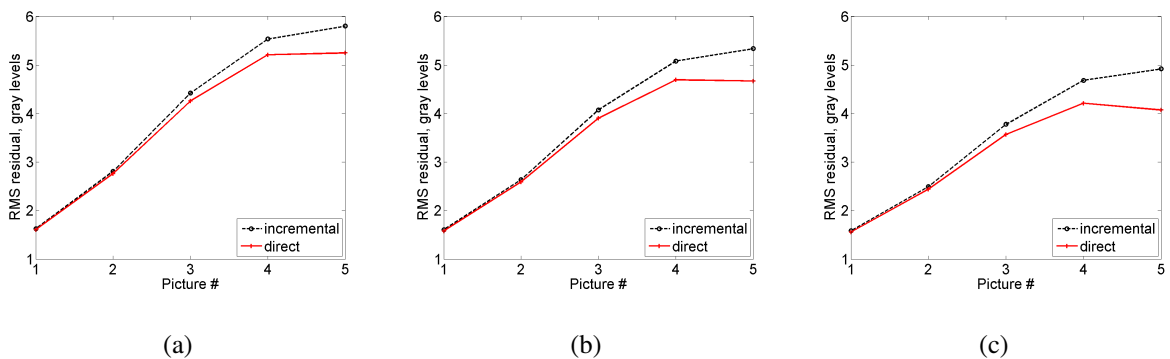 RMS residual, gray levels
6
5
4
3
2
1
1 2 3 4 5
Picture #
incremental
direct
(a)
RMS residual, gray levels
6
5
4
3
2
1
1 2 3 4 5
Picture #
incremental
direct
(b)
RMS residual, gray levels
6
5
4
3
2
1
1 2 3 4 5
Picture #
incremental
direct
(c)